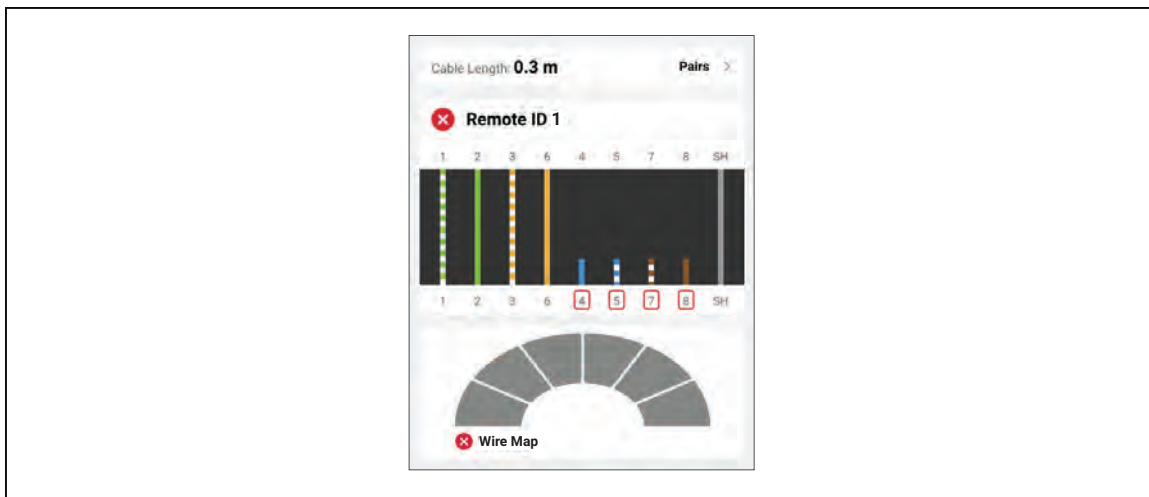 Cable Length: 0.3 m Pairs >
Remote ID 1
1 2 3 6 4 5 7 8 SH
1 2 3 6 4 5 7 8 SH
Wire Map